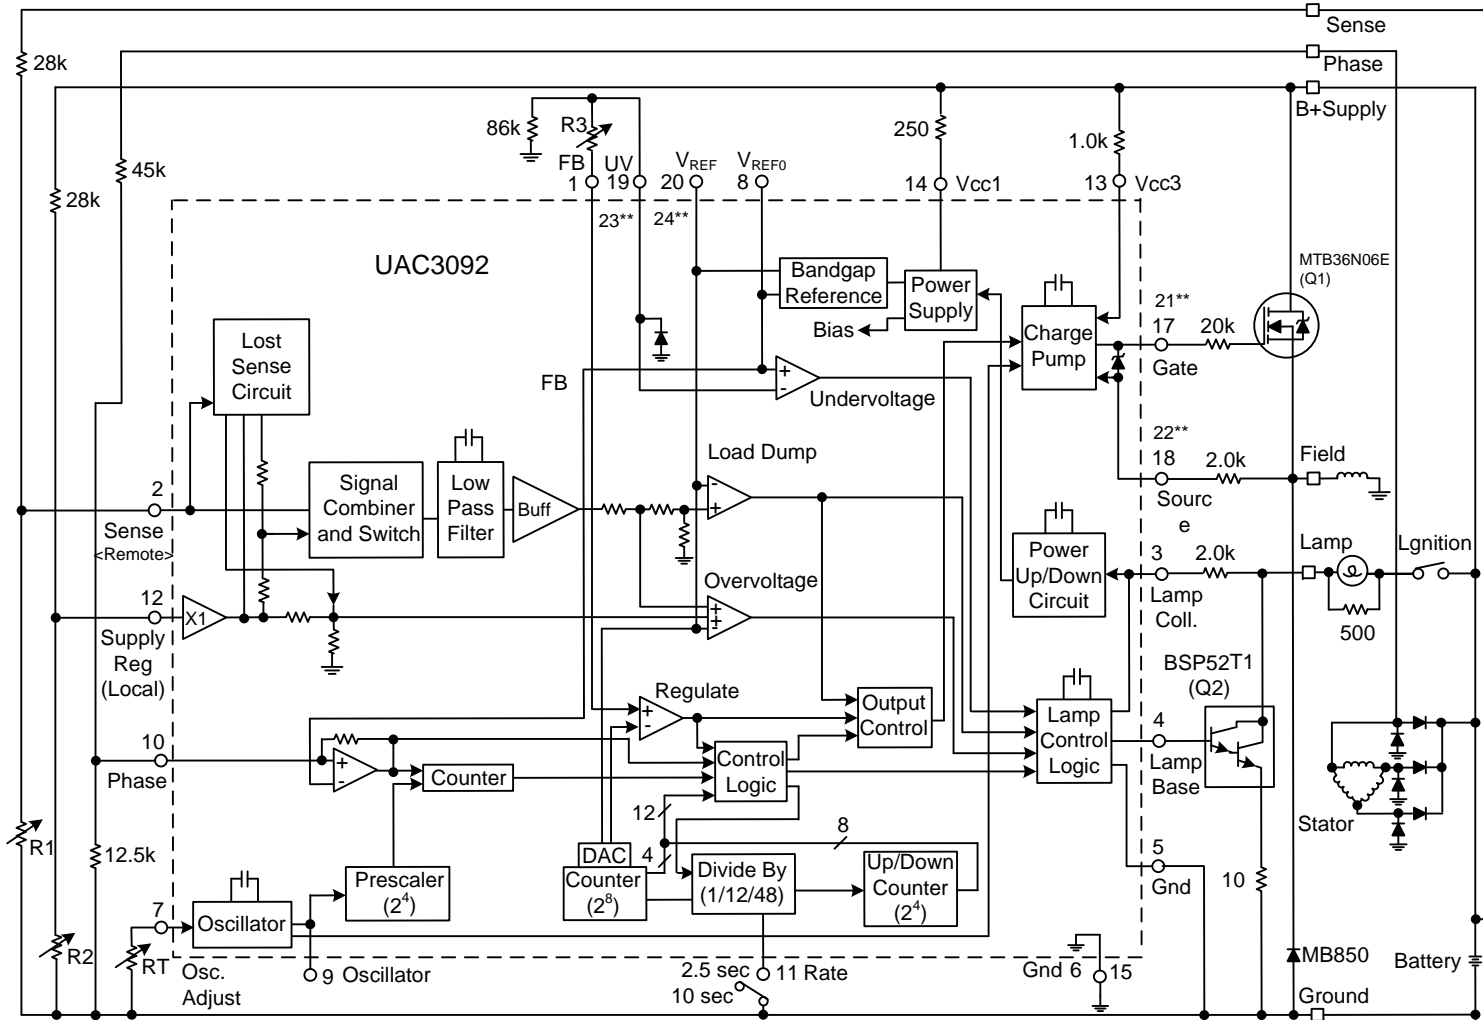 Sense
28k
Phase
B+Supply
86k
R3
250
1.0k
45k
FB
UV
VREF
VREF0
1
19
20
8
14
Vcc1
13
Vcc3
28k
23**
24**
UAC3092
MTB36N06E
(Q1)
Bandgap
Reference
Power
Supply
Bias
Charge
Pump
21**
17
20k
Gate
Lost
Sense
Circuit
FB
+
-
Undervoltage
22**
18
2.0k
Sourc
e
Field
Load Dump
2
Sense
<Remote>
Signal
Combiner
and Switch
Low
Pass
Filter
Buff
-
+
Power
Up/Down
Circuit
3
2.0k
Lamp
Coll.
Lamp
Lgnition
500
Overvoltage
12
Supply
Reg
(Local)
X1
+
+
-
BSP52T1
(Q2)
Regulate
+
-
Output
Control
Lamp
Control
Logic
4
Lamp
Base
10
Phase
+
-
Counter
Control
Logic
12
8
Stator
R1
12.5k
DAC
4
Counter
(2⁸)
Divide By
(1/12/48)
Up/Down
Counter
(2⁴)
5
Gnd
10
Prescaler
(2⁴)
7
Oscillator
R2
RT
Osc.
Adjust
9 Oscillator
2.5 sec
10 sec
11 Rate
Gnd 6
15
MB850
Battery
Ground